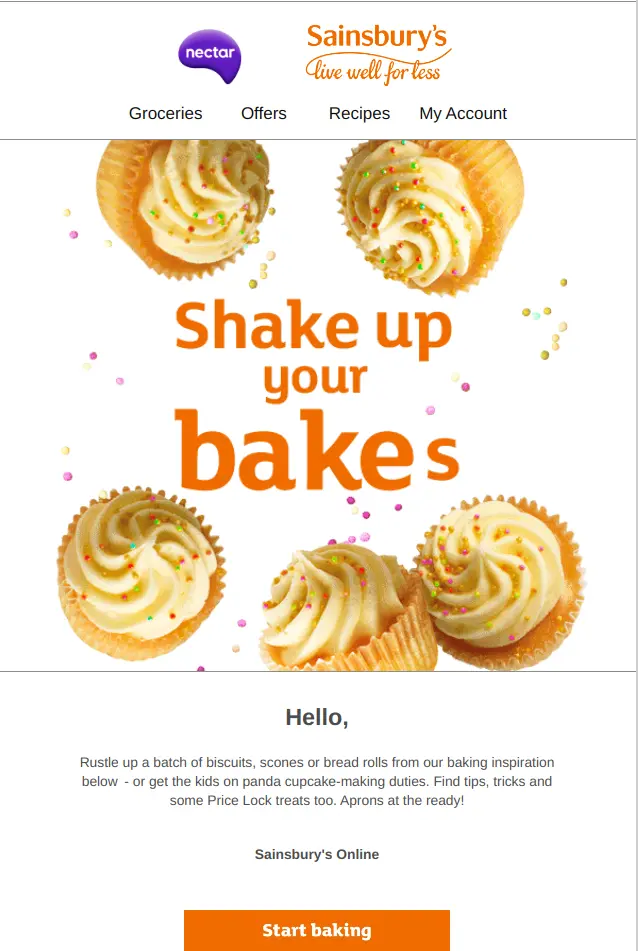 nectar
Sainsbury's
live well for less
Groceries Offers Recipes My Account
Shake up
your
bakes
Hello,
Rustle up a batch of biscuits, scones or bread rolls from our baking inspiration
below - or get the kids on panda cupcake-making duties. Find tips, tricks and
some Price Lock treats too. Aprons at the ready!
Sainsbury's Online
Start baking